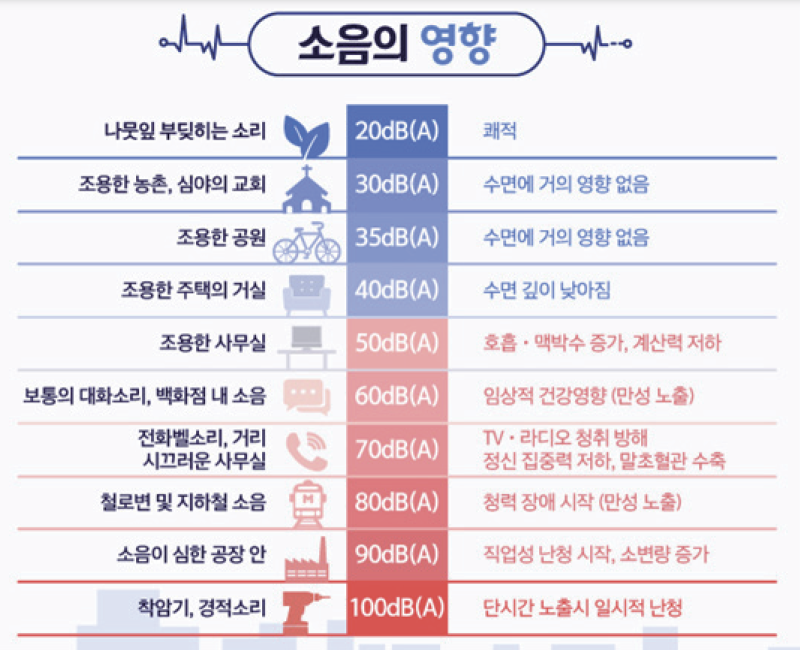 소음의 영향
나뭇잎 부딪히는 소리 20dB(A) 쾌적
조용한 농촌, 심야의 교회 30dB(A) 수면에 거의 영향 없음
조용한 공원 35dB(A) 수면에 거의 영향 없음
조용한 주택의 거실 40dB(A) 수면 깊이 낮아짐
조용한 사무실 50dB(A) 호흡·맥박수 증가, 계산력 저하
보통의 대화소리, 백화점 내 소음 60dB(A) 임상적 건강영향 (만성 노출)
전화벨소리, 거리
시끄러운 사무실 70dB(A) TV·라디오 청취 방해
정신 집중력 저하, 말초혈관 수축
철로변 및 지하철 소음 M 80dB(A) 청력 장애 시작 (만성 노출)
소음이 심한 공장 안 90dB(A) 직업성 난청 시작, 소변량 증가
착암기, 경적소리 100dB(A) 단시간 노출시 일시적 난청